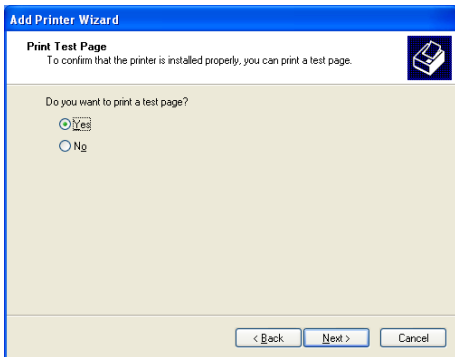 Add Printer Wizard
Print Test Page
To confirm that the printer is installed properly, you can print a test page.
Do you want to print a test page?
Yes
No
< Back
Next >
Cancel